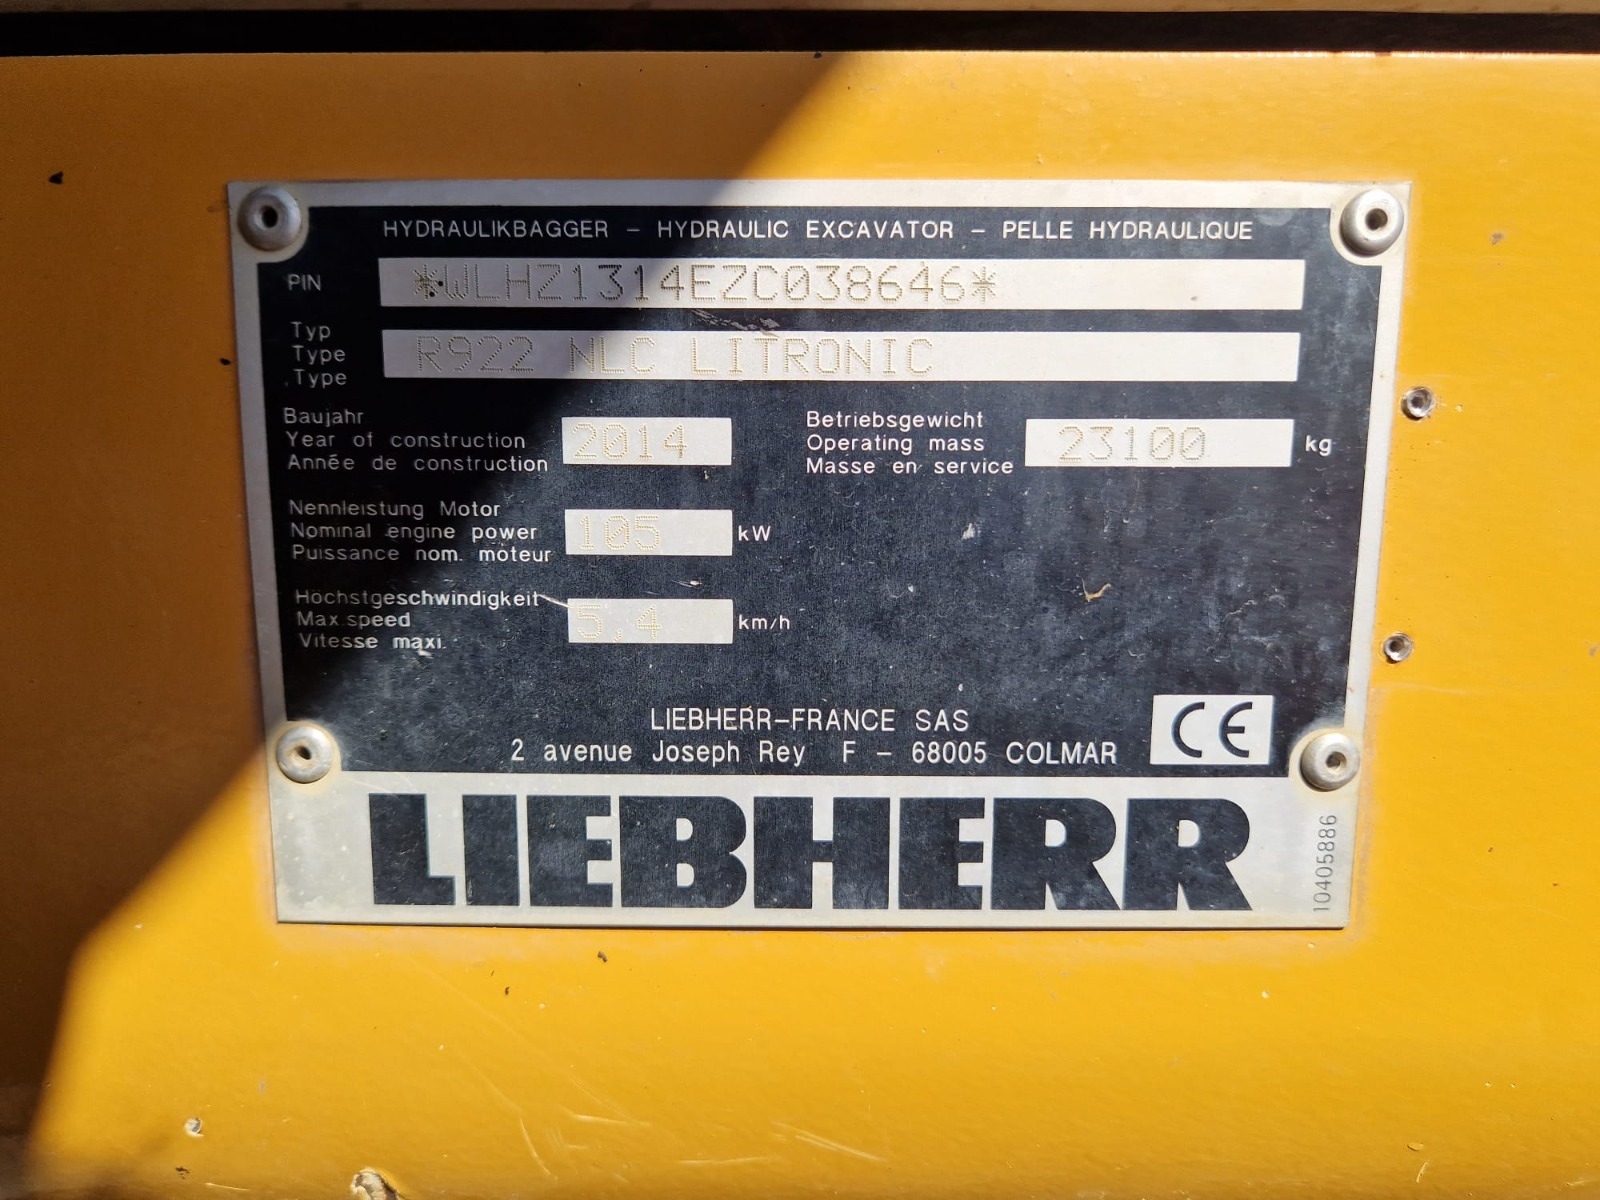 HYDRAULIKBAGGER – HYDRAULIC EXCAVATOR – PELLE HYDRAULIQUE
PIN *WLHZ1314EZC038646*
Typ
Type
Type
R922 NLC LITRONIC
Baujahr
Year of construction
Année de construction
2014
Betriebsgewicht
Operating mass
Masse en service
23100 kg
Nennleistung Motor
Nominal engine power
Puissance nom. moteur
105 kW
Höchstgeschwindigkeit
Max.speed
Vitesse maxi.
5,4 km/h
LIEBHERR–FRANCE SAS
2 avenue Joseph Rey F – 68005 COLMAR
CE
LIEBHERR
10405886